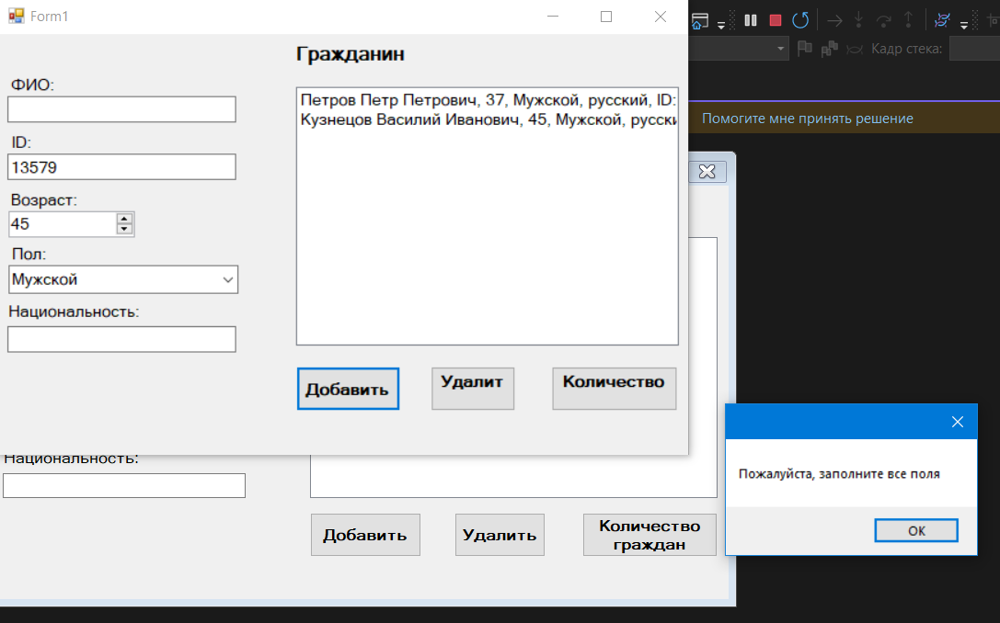 Form1
Гражданин
ФИО:
ID:
13579
Возраст:
45
Пол:
Мужской
Национальность:
Петров Петр Петрович, 37, Мужской, русский, ID:
Кузнецов Василий Иванович, 45, Мужской, русски
Добавить
Удалит
Количество
Кадр стека:
Помогите мне принять решение
Национальность:
Добавить
Удалить
Количество
граждан
Пожалуйста, заполните все поля
ОК